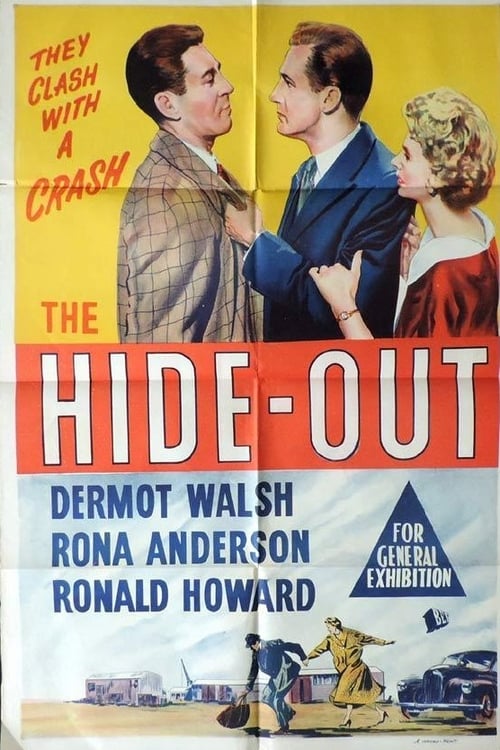 THEY
CLASH
WITH
A
CRASH
THE
HIDE-OUT
DERMOT WALSH
RONA ANDERSON
RONALD HOWARD
FOR
GENERAL
EXHIBITION